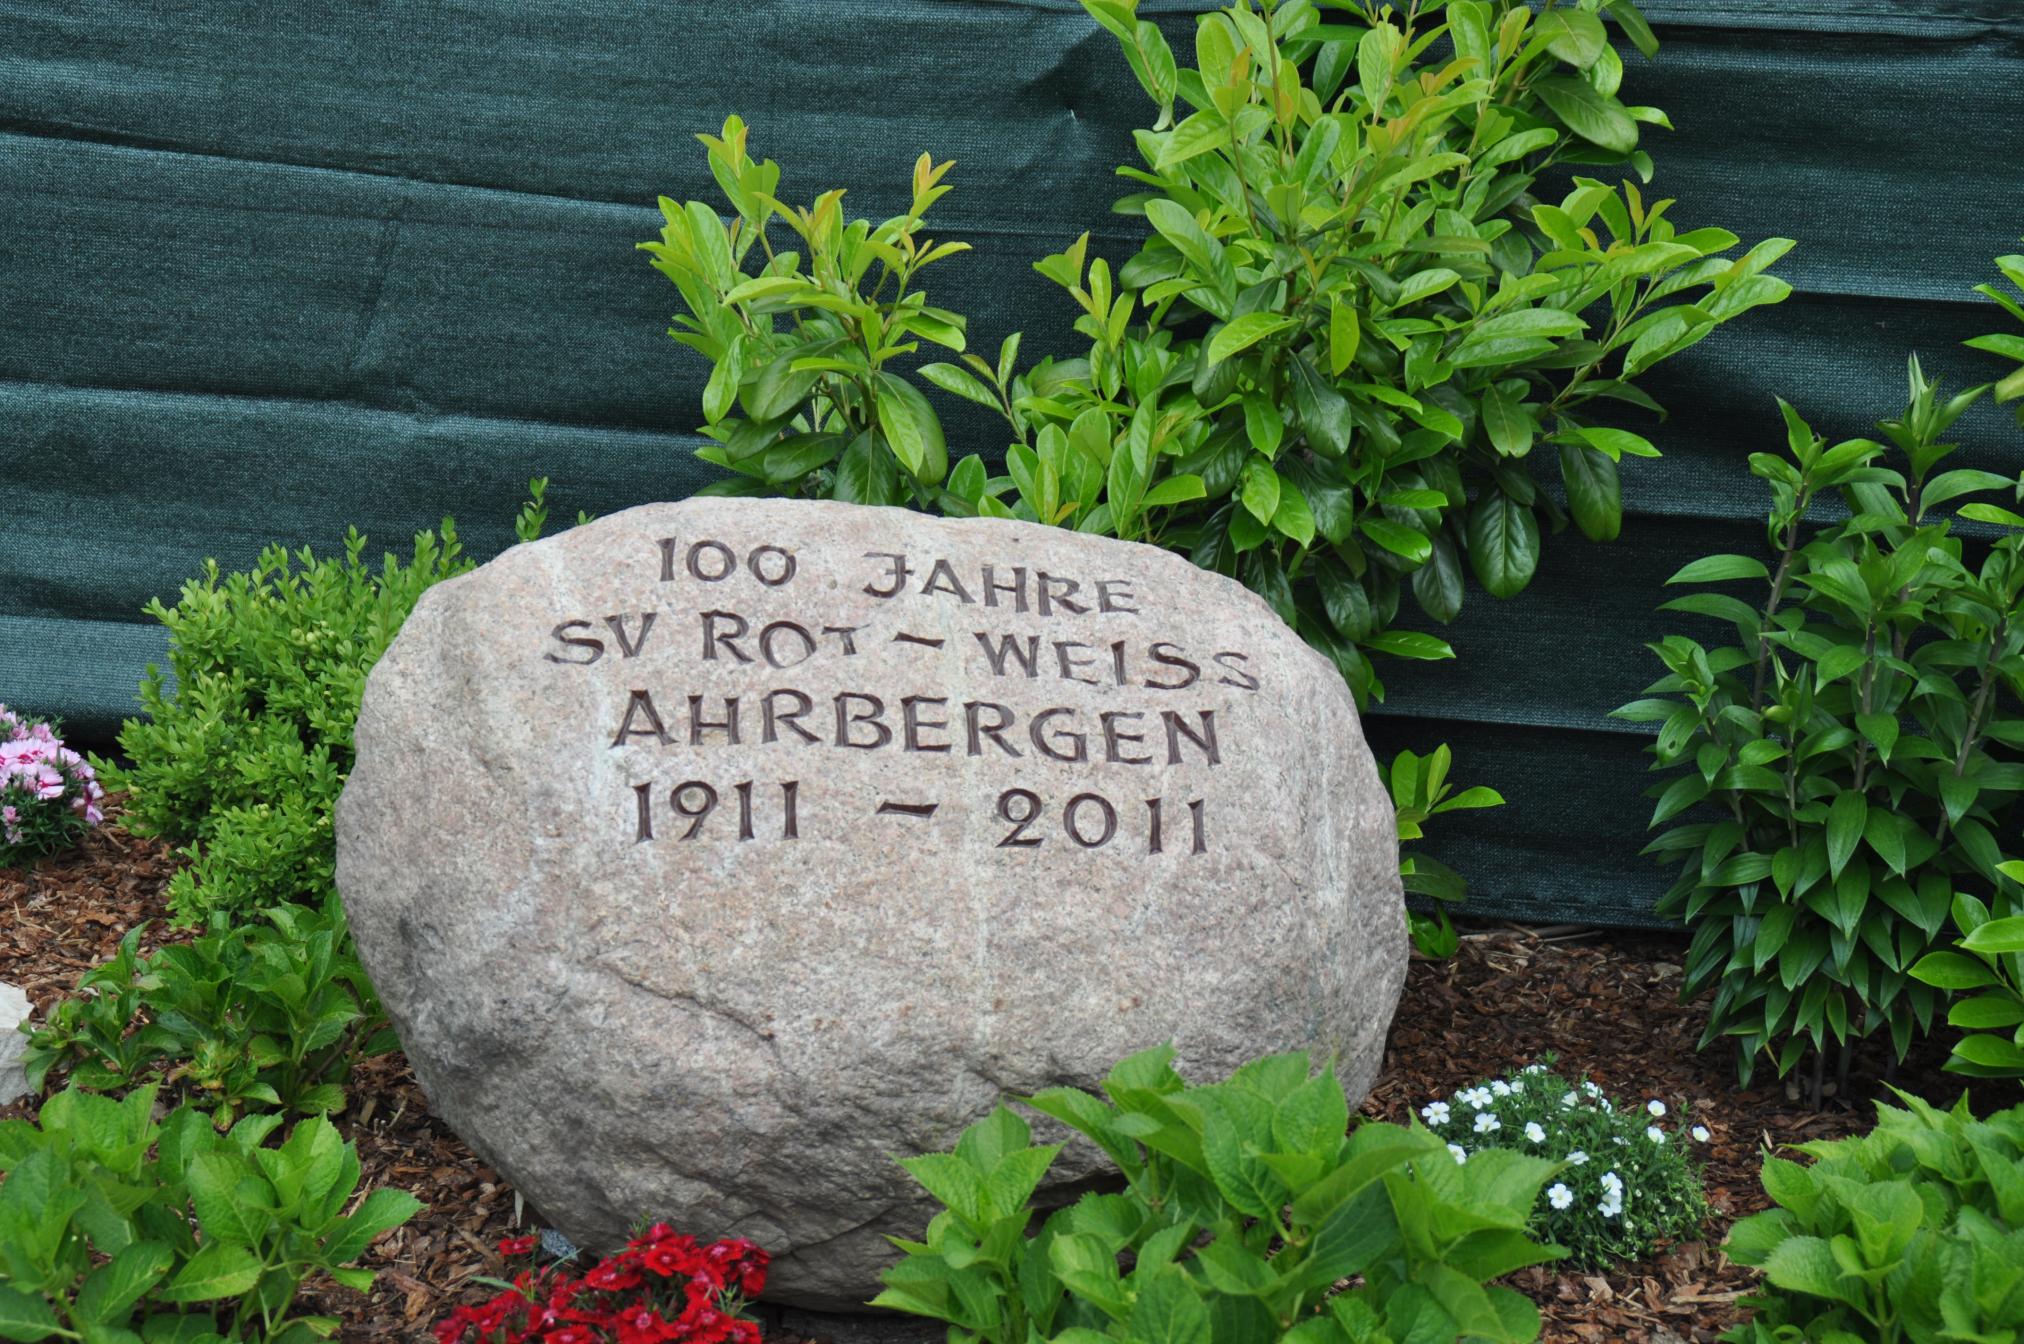 100 JAHRE
SV ROT - WEISS
AHRBERGEN
1911 - 2011